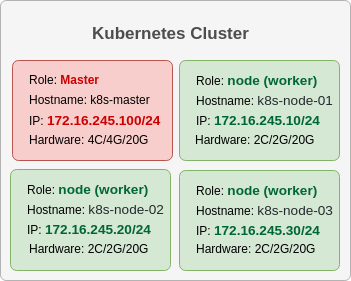 Kubernetes Cluster
Role: Master
Hostname: k8s-master
IP: 172.16.245.100/24
Hardware: 4C/4G/20G
Role: node (worker)
Hostname: k8s-node-01
IP: 172.16.245.10/24
Hardware: 2C/2G/20G
Role: node (worker)
Hostname: k8s-node-02
IP: 172.16.245.20/24
Hardware: 2C/2G/20G
Role: node (worker)
Hostname: k8s-node-03
IP: 172.16.245.30/24
Hardware: 2C/2G/20G